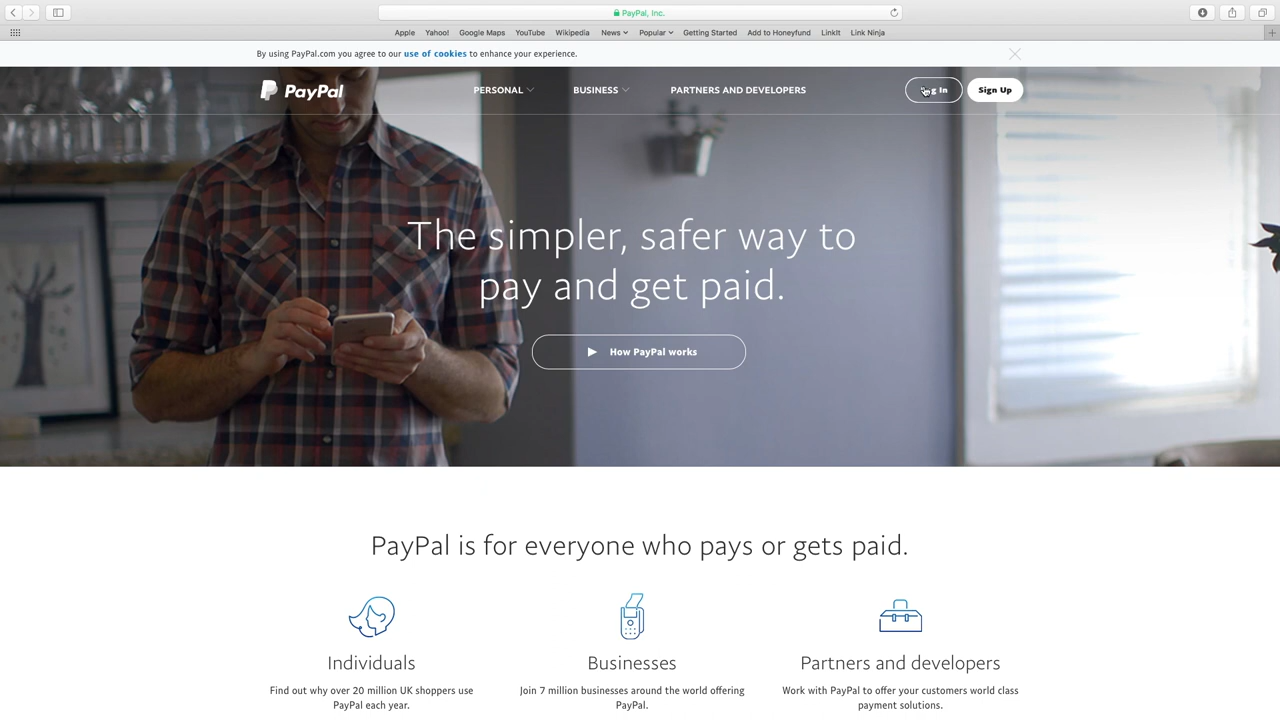 PayPal, Inc.
Apple Yahoo! Google Maps YouTube Wikipedia News Popular Getting Started Add to Honeyfund LinkIt Link Ninja
By using PayPal.com you agree to our use of cookies to enhance your experience.
PayPal PERSONAL BUSINESS PARTNERS AND DEVELOPERS Log In Sign Up
The simpler, safer way to
pay and get paid.
How PayPal works
PayPal is for everyone who pays or gets paid.
Individuals Businesses Partners and developers
Find out why over 20 million UK shoppers use Join 7 million businesses around the world offering Work with PayPal to offer your customers world class
PayPal each year. PayPal. payment solutions.